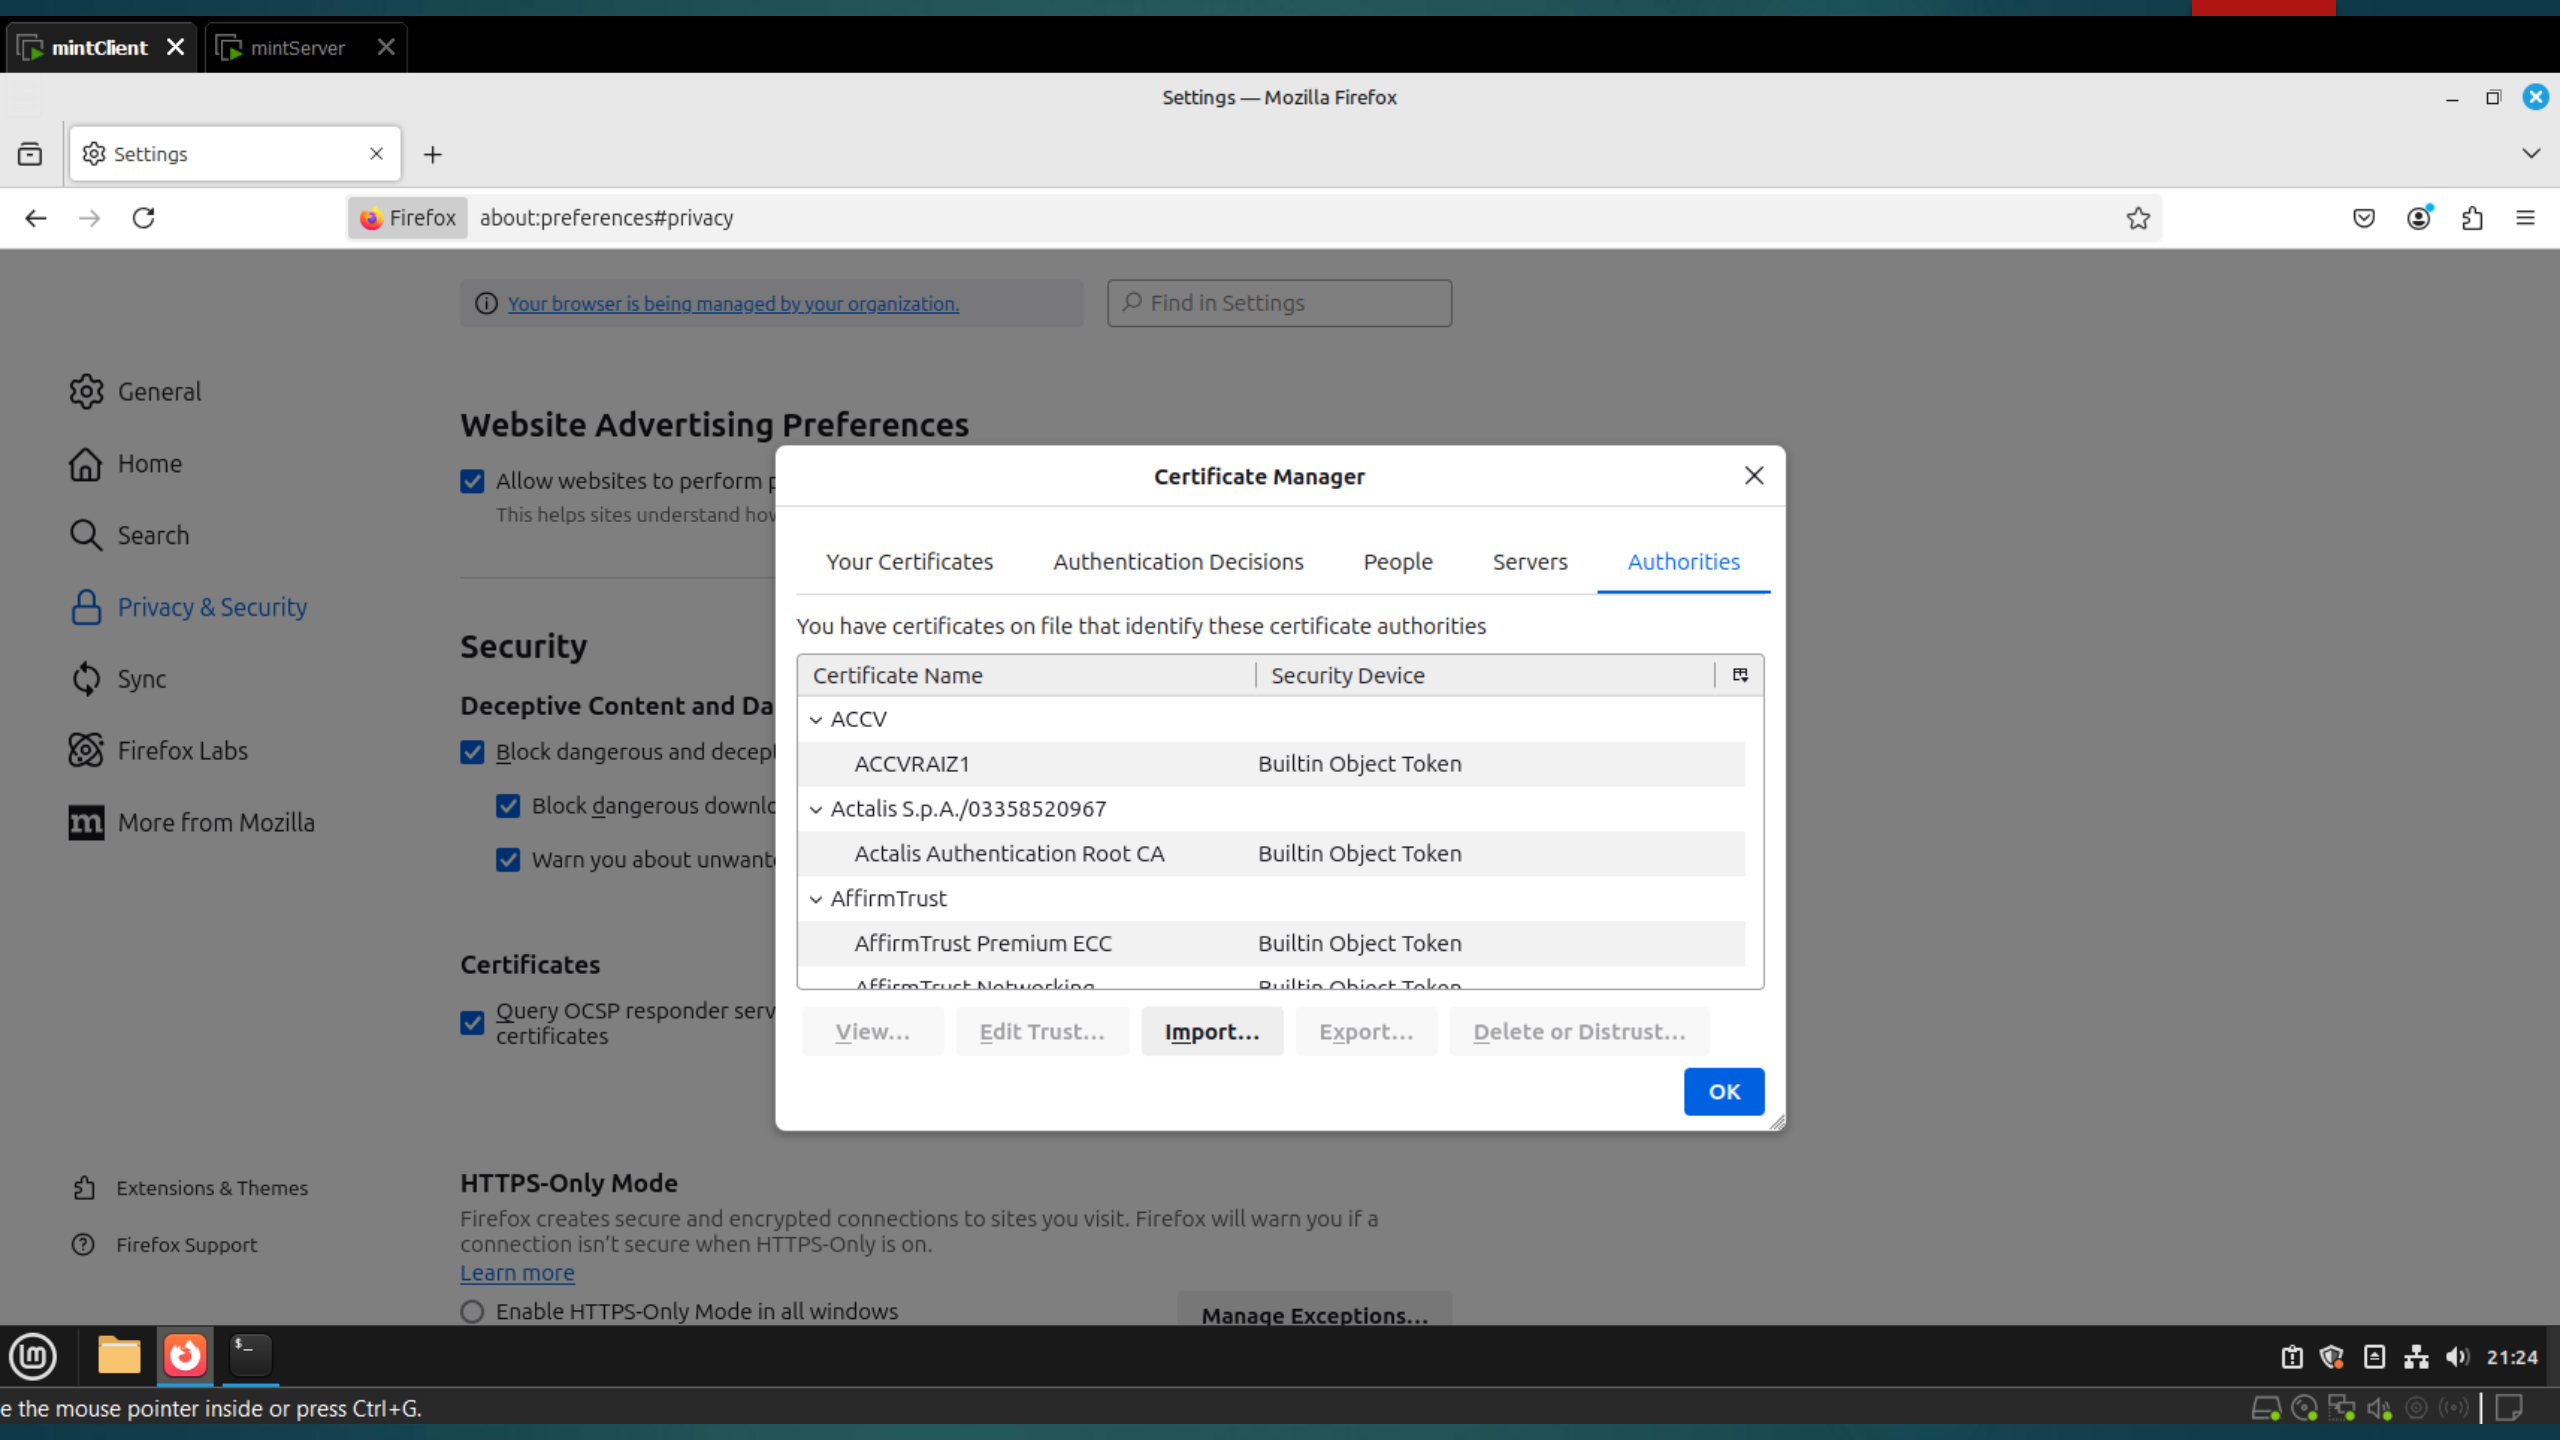 mintClient
mintServer
Settings — Mozilla Firefox
Settings
Firefox about:preferences#privacy
Your browser is being managed by your organization.
Find in Settings
General
Home
Search
Privacy & Security
Sync
Firefox Labs
More from Mozilla
Extensions & Themes
Firefox Support
Website Advertising Preferences
Allow websites to perform p
This helps sites understand how
Security
Deceptive Content and Da
Block dangerous and decept
Block dangerous downlo
Warn you about unwant
Certificates
Query OCSP responder serv
certificates
HTTPS-Only Mode
Firefox creates secure and encrypted connections to sites you visit. Firefox will warn you if a
connection isn’t secure when HTTPS-Only is on.
Learn more
Enable HTTPS-Only Mode in all windows
Manage Exceptions...
Certificate Manager
Your Certificates Authentication Decisions People Servers Authorities
You have certificates on file that identify these certificate authorities
Certificate Name Security Device
ACCV
ACCVRAIZ1 Builtin Object Token
Actalis S.p.A./03358520967
Actalis Authentication Root CA Builtin Object Token
AffirmTrust
AffirmTrust Premium ECC Builtin Object Token
AffirmTrust Networking Builtin Object Token
View... Edit Trust... Import... Export... Delete or Distrust...
OK
21:24
e the mouse pointer inside or press Ctrl+G.